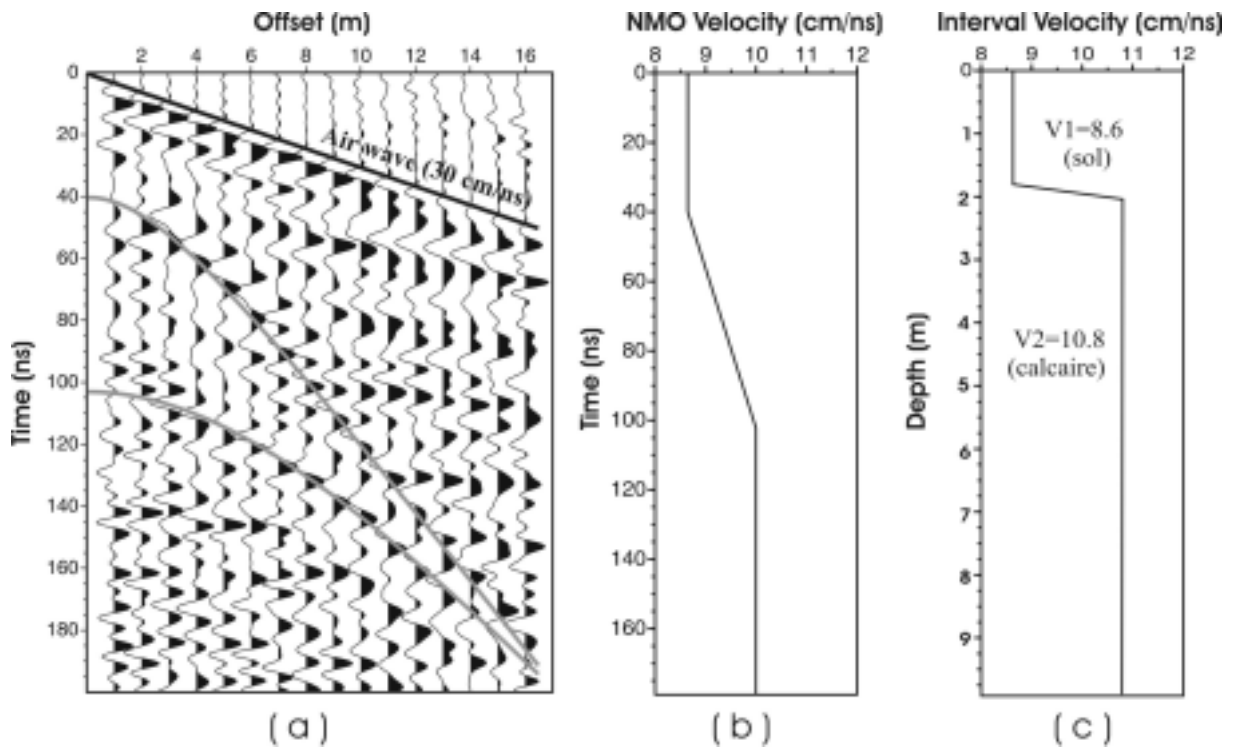 Offset (m)
2 4 6 8 10 12 14 16
0
20
40
60
80
100
120
140
160
180
Time (ns)
Air wave (30 cm/ns)
( a )
NMO Velocity (cm/ns)
8 9 10 11 12
0
20
40
60
80
100
120
140
160
Time (ns)
( b )
Interval Velocity (cm/ns)
8 9 10 11 12
0
1
2
3
4
5
6
7
8
9
Depth (m)
V1=8.6
(sol)
V2=10.8
(calcaire)
( c )